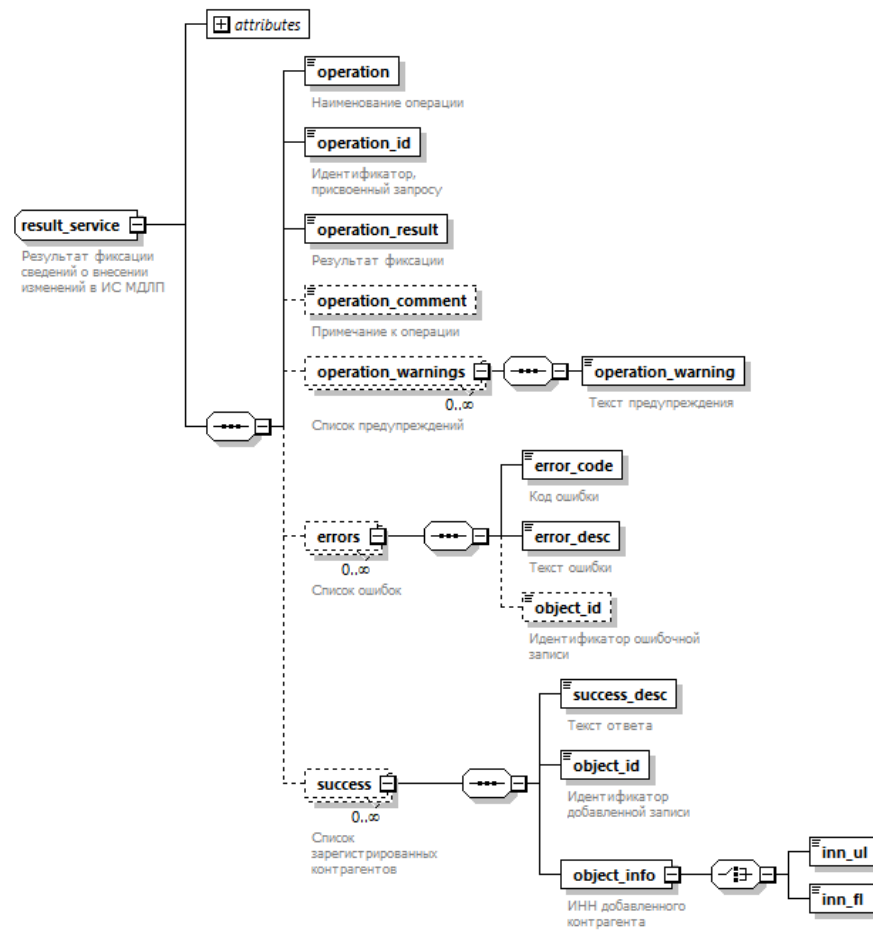 attributes
operation
Наименование операции
operation_id
Идентификатор,
присвоенный запросу
result_service
Результат фиксации
сведений о внесении
изменений в ИС МДЛП
operation_result
Результат фиксации
operation_comment
Примечание к операции
operation_warnings
0..∞
Список предупреждений
operation_warning
Текст предупреждения
errors
0..∞
Список ошибок
error_code
Код ошибки
error_desc
Текст ошибки
object_id
Идентификатор ошибочной
записи
success
0..∞
Список
зарегистрированных
контрагентов
success_desc
Текст ответа
object_id
Идентификатор
добавленной записи
object_info
ИНН добавленного
контрагента
inn_ul
inn_fl